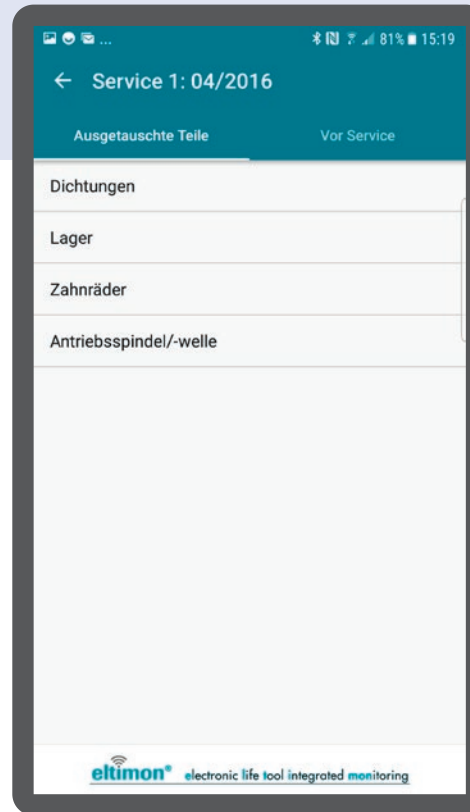 ... 81% 15:19
← Service 1: 04/2016
Ausgetauschte Teile Vor Service
Dichtungen
Lager
Zahnräder
Antriebsspindel/-welle
eltimon® electronic life tool integrated monitoring